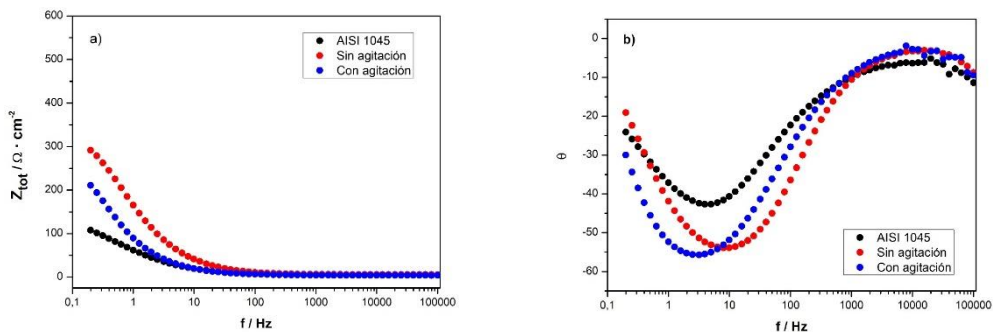 a)
AISI 1045
Sin agitación
Con agitación
Z_tot / Ω · cm⁻²
600
500
400
300
200
100
0
0,1 1 10 100 1000 10000 100000
f / Hz
b)
θ
0
-10
-20
-30
-40
-50
-60
AISI 1045
Sin agitación
Con agitación
0,1 1 10 100 1000 10000 100000
f / Hz